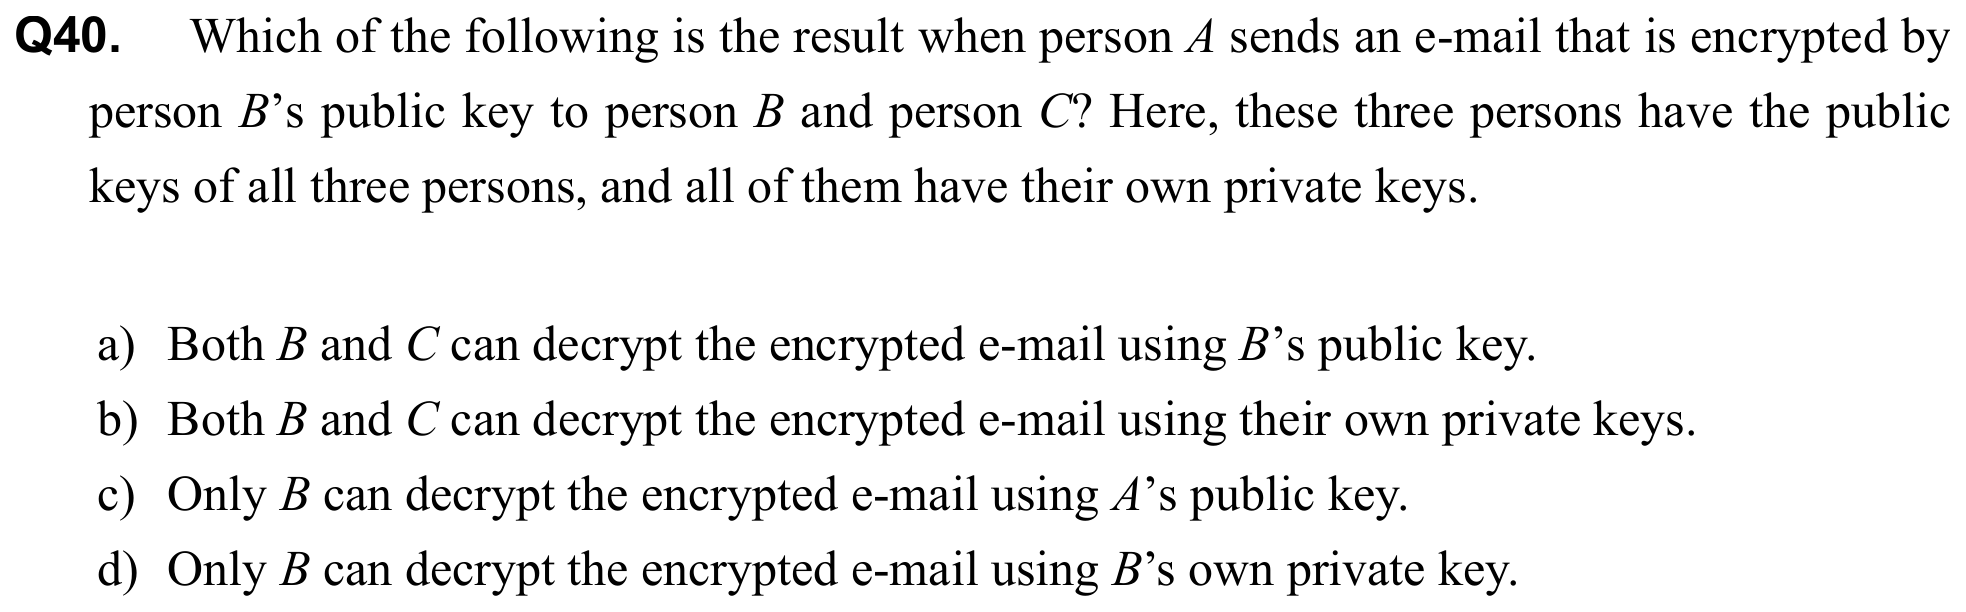 Q40. Which of the following is the result when person A sends an e-mail that is encrypted by
person B’s public key to person B and person C? Here, these three persons have the public
keys of all three persons, and all of them have their own private keys.
a) Both B and C can decrypt the encrypted e-mail using B’s public key.
b) Both B and C can decrypt the encrypted e-mail using their own private keys.
c) Only B can decrypt the encrypted e-mail using A’s public key.
d) Only B can decrypt the encrypted e-mail using B’s own private key.